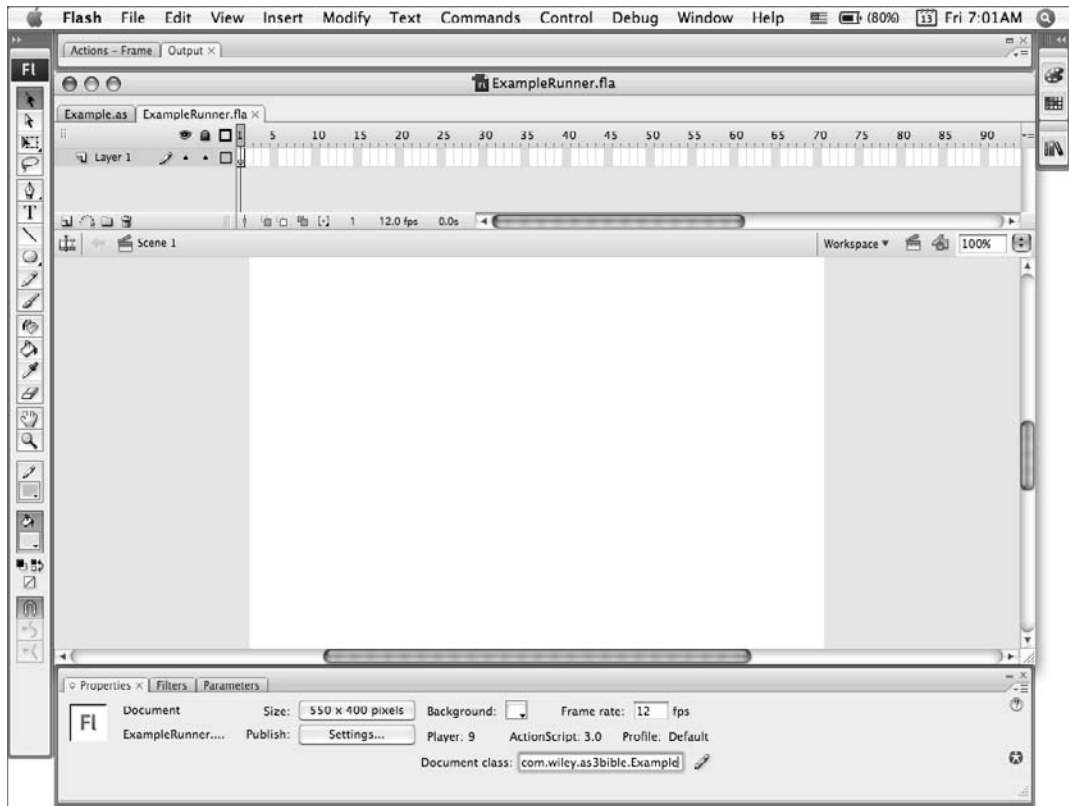 Flash File Edit View Insert Modify Text Commands Control Debug Window Help (80%) 13 Fri 7:01AM
Actions – Frame Output ×
Fl
ExampleRunner.fla
Example.as ExampleRunner.fla ×
1 5 10 15 20 25 30 35 40 45 50 55 60 65 70 75 80 85 90
Layer 1
T
1 12.0 fps 0.0s
Scene 1 Workspace 100%
Properties × Filters Parameters
Fl
Document Size: 550 x 400 pixels Background: Frame rate: 12 fps
ExampleRunner.... Publish: Settings... Player: 9 ActionScript: 3.0 Profile: Default
Document class: com.wiley.as3bible.Example